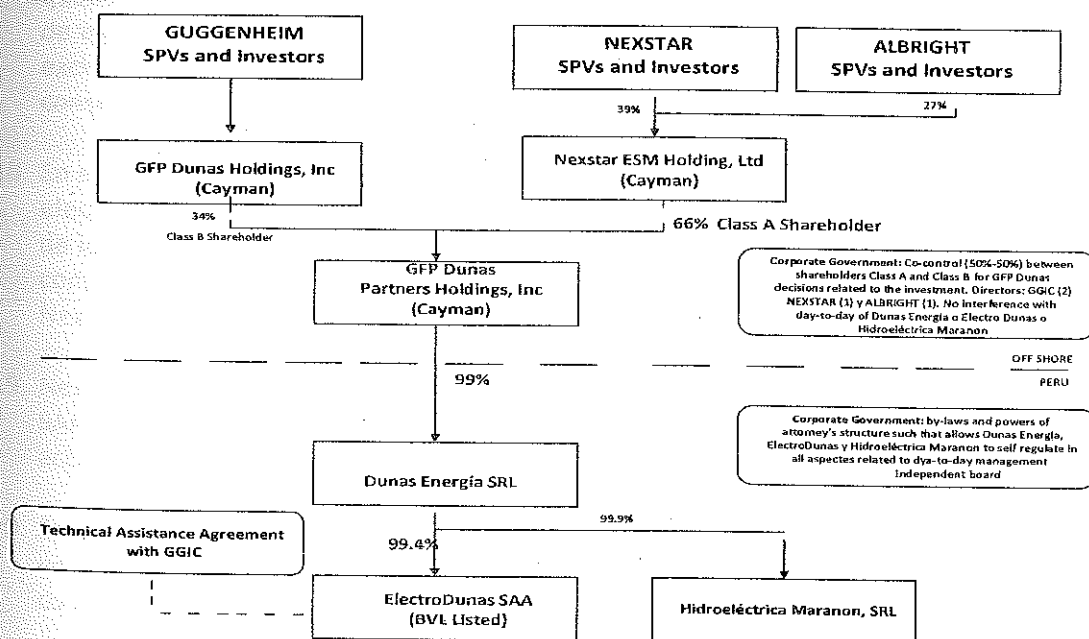 GUGGENHEIM
SPVs and Investors
NEXSTAR
SPVs and Investors
ALBRIGHT
SPVs and Investors
39%
27%
GFP Dunas Holdings, Inc
(Cayman)
Nexstar ESM Holding, Ltd
(Cayman)
34%
Class B Shareholder
66% Class A Shareholder
GFP Dunas
Partners Holdings, Inc
(Cayman)
Corporate Government: Co-control (50%-50%) between
shareholders Class A and Class B for GFP Dunas
decisions related to the investment. Directors: GGIC (2)
NEXSTAR (1) y ALBRIGHT (1). No interference with
day-to-day of Dunas Energía o Electro Dunas o
Hidroeléctrica Maranon
OFF SHORE
99%
PERU
Corporate Government: by-laws and powers of
attorney's structure such that allows Dunas Energía,
ElectroDunas y Hidroeléctrica Maranon to self regulate in
all aspectes related to dya-to-day management
Independent board
Dunas Energía SRL
Technical Assistance Agreement
with GGIC
99.9%
99.4%
ElectroDunas SAA
(BVL Listed)
Hidroeléctrica Maranon, SRL